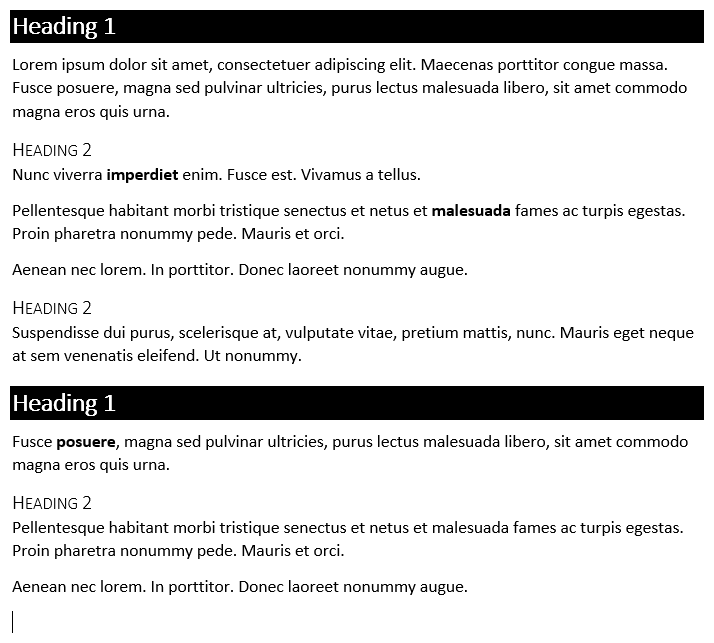 Heading 1
Lorem ipsum dolor sit amet, consectetuer adipiscing elit. Maecenas porttitor congue massa.
Fusce posuere, magna sed pulvinar ultricies, purus lectus malesuada libero, sit amet commodo
magna eros quis urna.
HEADING 2
Nunc viverra imperdiet enim. Fusce est. Vivamus a tellus.
Pellentesque habitant morbi tristique senectus et netus et malesuada fames ac turpis egestas.
Proin pharetra nonummy pede. Mauris et orci.
Aenean nec lorem. In porttitor. Donec laoreet nonummy augue.
HEADING 2
Suspendisse dui purus, scelerisque at, vulputate vitae, pretium mattis, nunc. Mauris eget neque
at sem venenatis eleifend. Ut nonummy.
Heading 1
Fusce posuere, magna sed pulvinar ultricies, purus lectus malesuada libero, sit amet commodo
magna eros quis urna.
HEADING 2
Pellentesque habitant morbi tristique senectus et netus et malesuada fames ac turpis egestas.
Proin pharetra nonummy pede. Mauris et orci.
Aenean nec lorem. In porttitor. Donec laoreet nonummy augue.